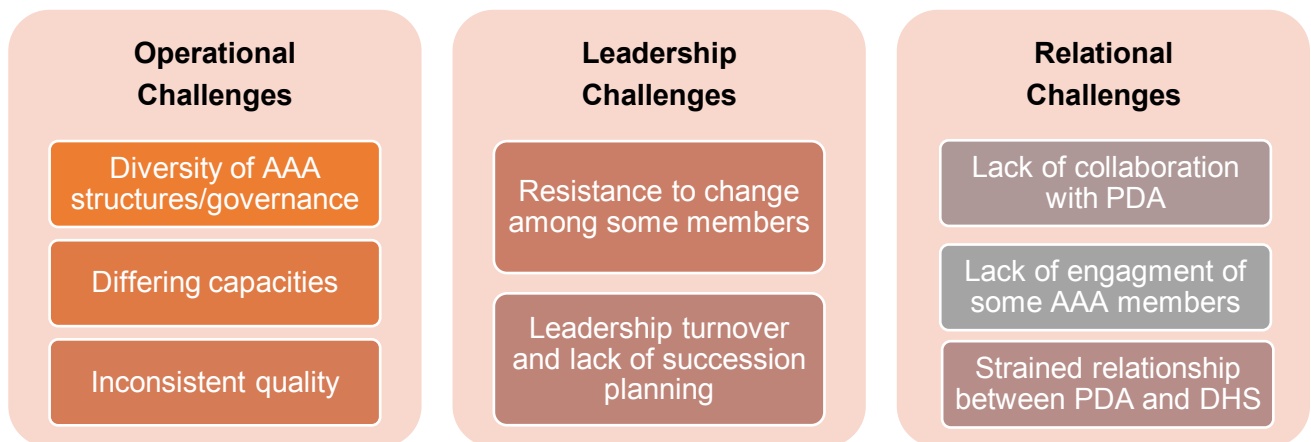 Operational
Challenges
Diversity of AAA
structures/governance
Differing capacities
Inconsistent quality
Leadership
Challenges
Resistance to change
among some members
Leadership turnover
and lack of succession
planning
Relational
Challenges
Lack of collaboration
with PDA
Lack of engagment of
some AAA members
Strained relationship
between PDA and DHS